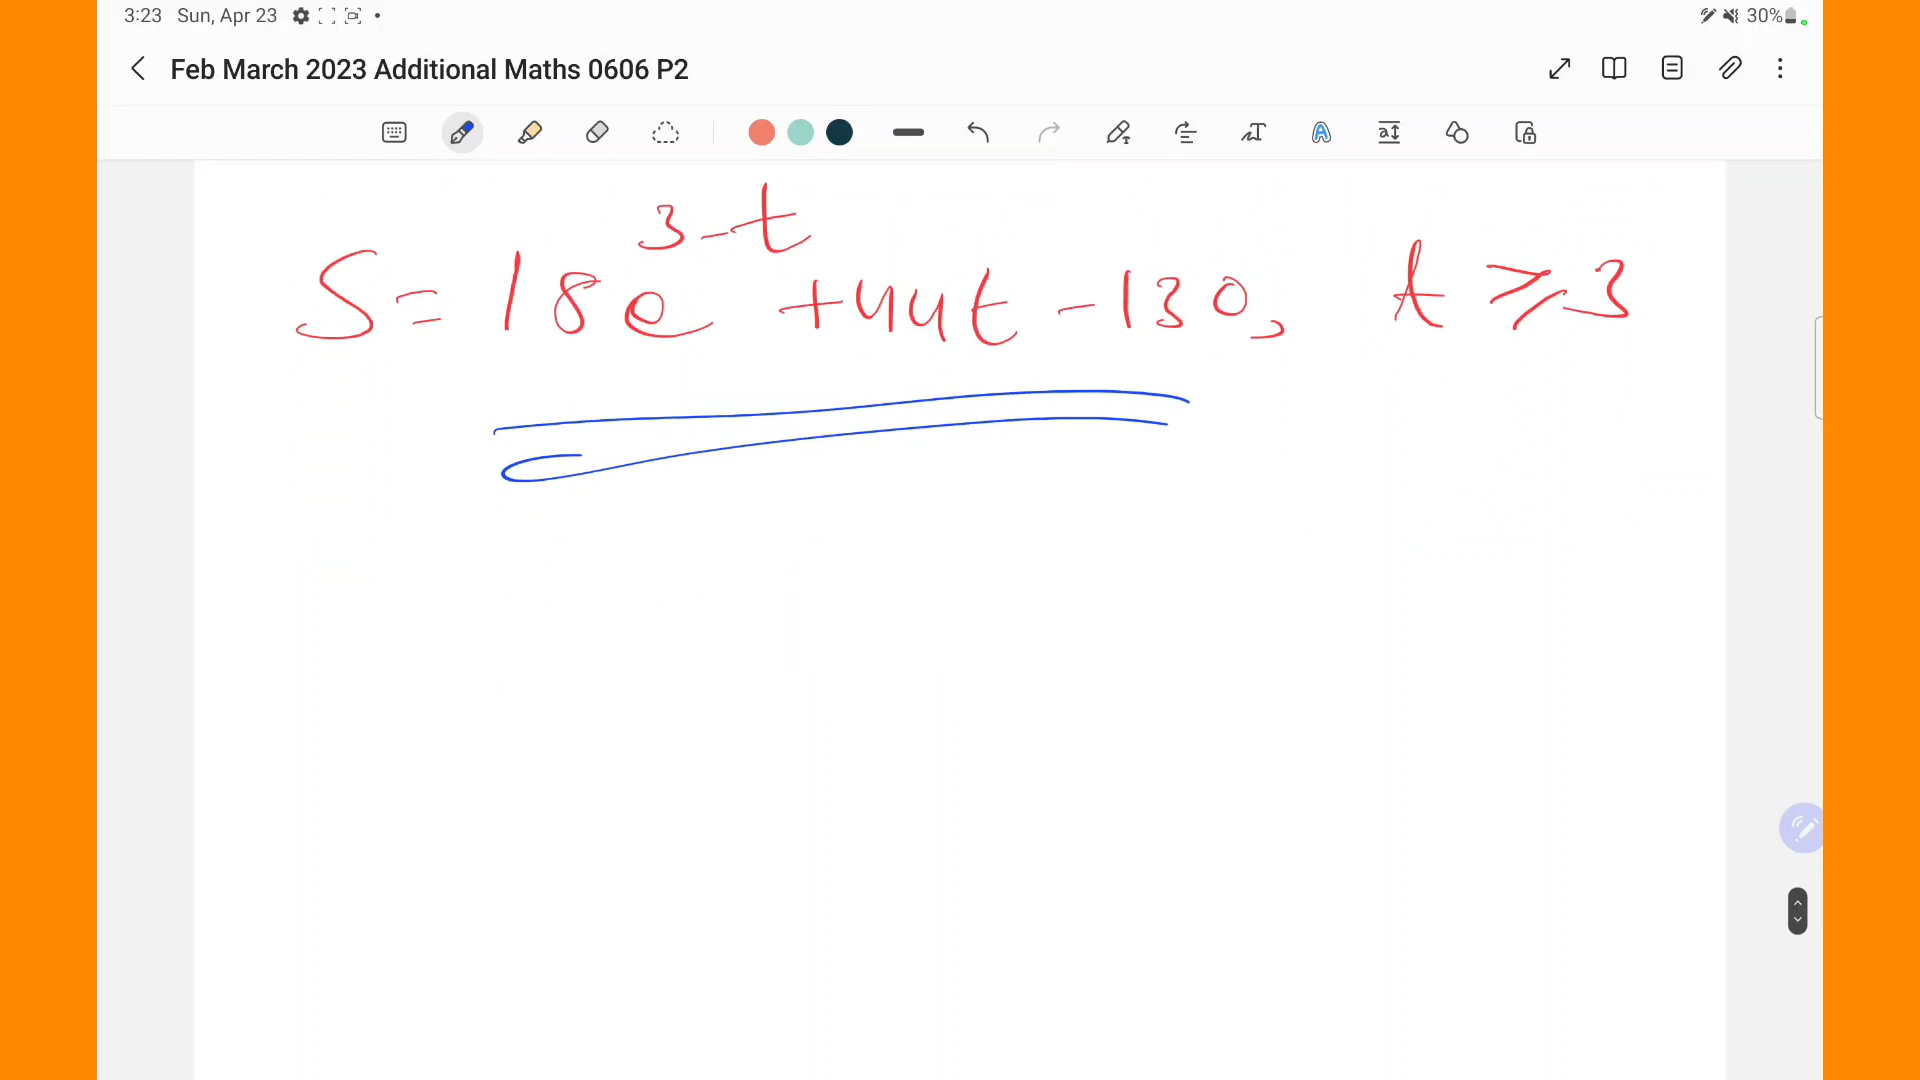 3:23 Sun, Apr 23 30%
Feb March 2023 Additional Maths 0606 P2
S = 18e^{3-t} + 44t - 130, t ⩾ 3